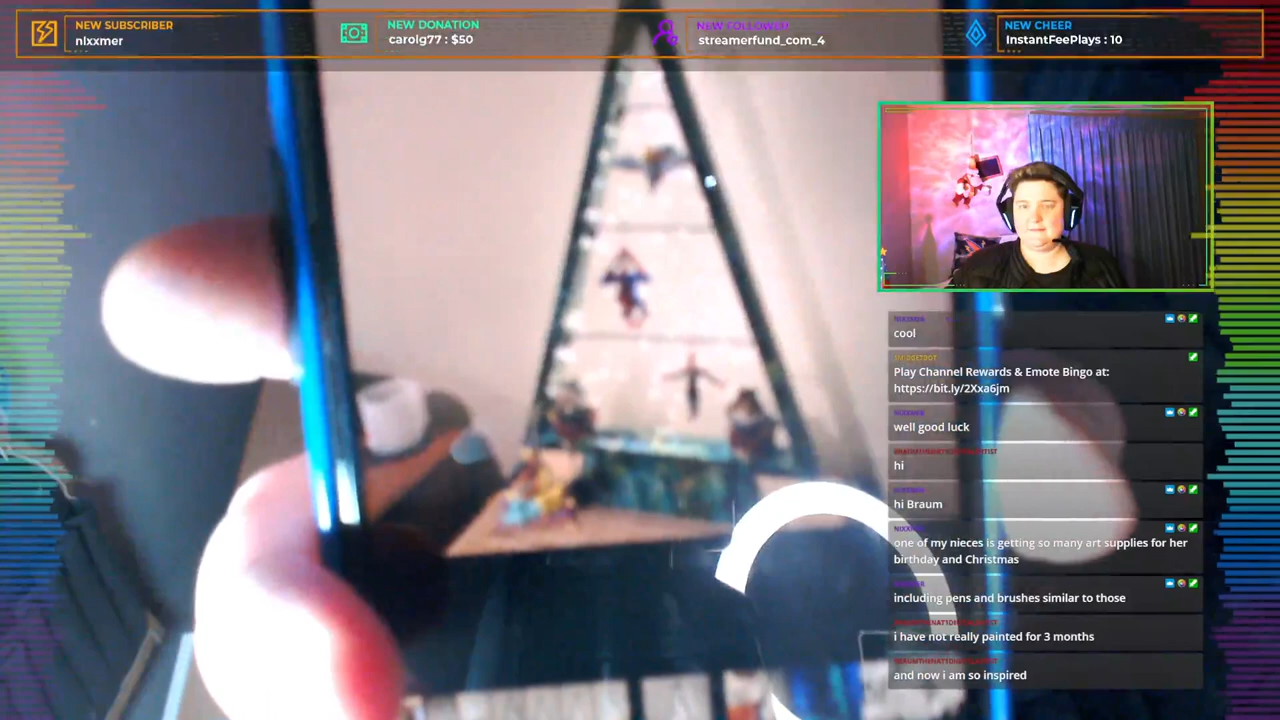 NEW SUBSCRIBER
nixxmer
NEW DONATION
carolg77 : $50
NEW FOLLOWER
streamerfund_com_4
NEW CHEER
InstantFeePlays : 10
cool
Play Channel Rewards & Emote Bingo at:
https://bit.ly/2Xxa6jm
well good luck
hi
hi Braum
one of my nieces is getting so many art supplies for her
birthday and Christmas
including pens and brushes similar to those
i have not really painted for 3 months
and now i am so inspired